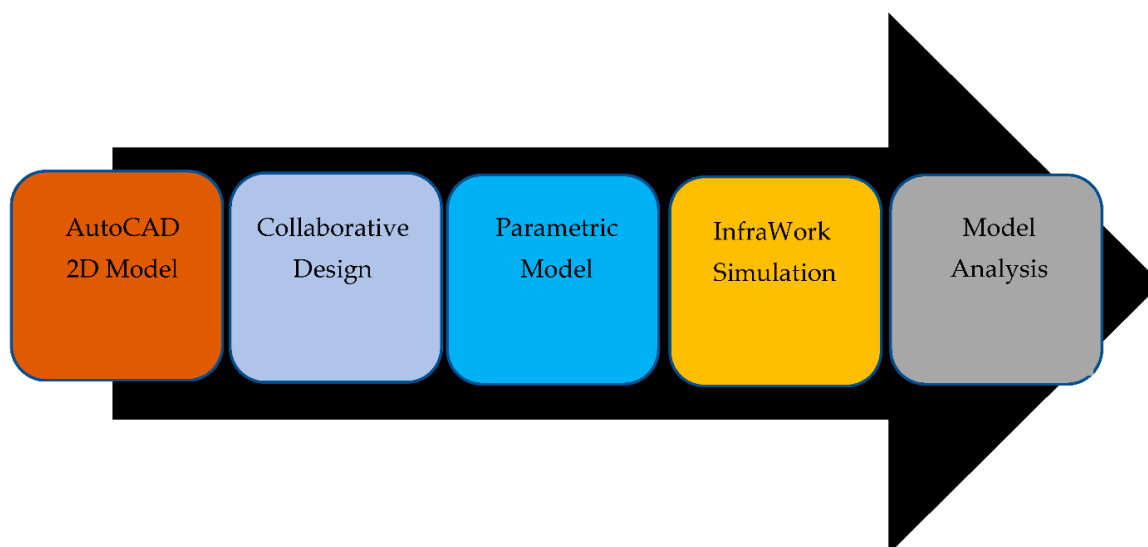 AutoCAD
2D Model
Collaborative
Design
Parametric
Model
InfraWork
Simulation
Model
Analysis